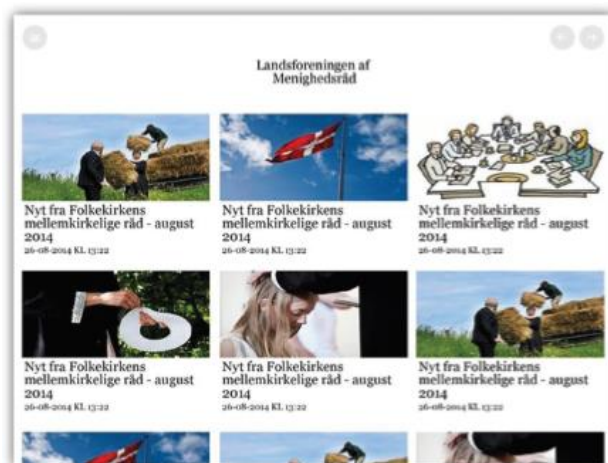 Landsforeningen af
Menighedsråd
Nyt fra Folkekirkens
mellemkirkelige råd - august
2014
26-08-2014 KL 13:22
Nyt fra Folkekirkens
mellemkirkelige råd - august
2014
26-08-2014 KL 13:22
Nyt fra Folkekirkens
mellemkirkelige råd - august
2014
26-08-2014 KL 13:22
Nyt fra Folkekirkens
mellemkirkelige råd - august
2014
26-08-2014 KL 13:22
Nyt fra Folkekirkens
mellemkirkelige råd - august
2014
26-08-2014 KL 13:22
Nyt fra Folkekirkens
mellemkirkelige råd - august
2014
26-08-2014 KL 13:22